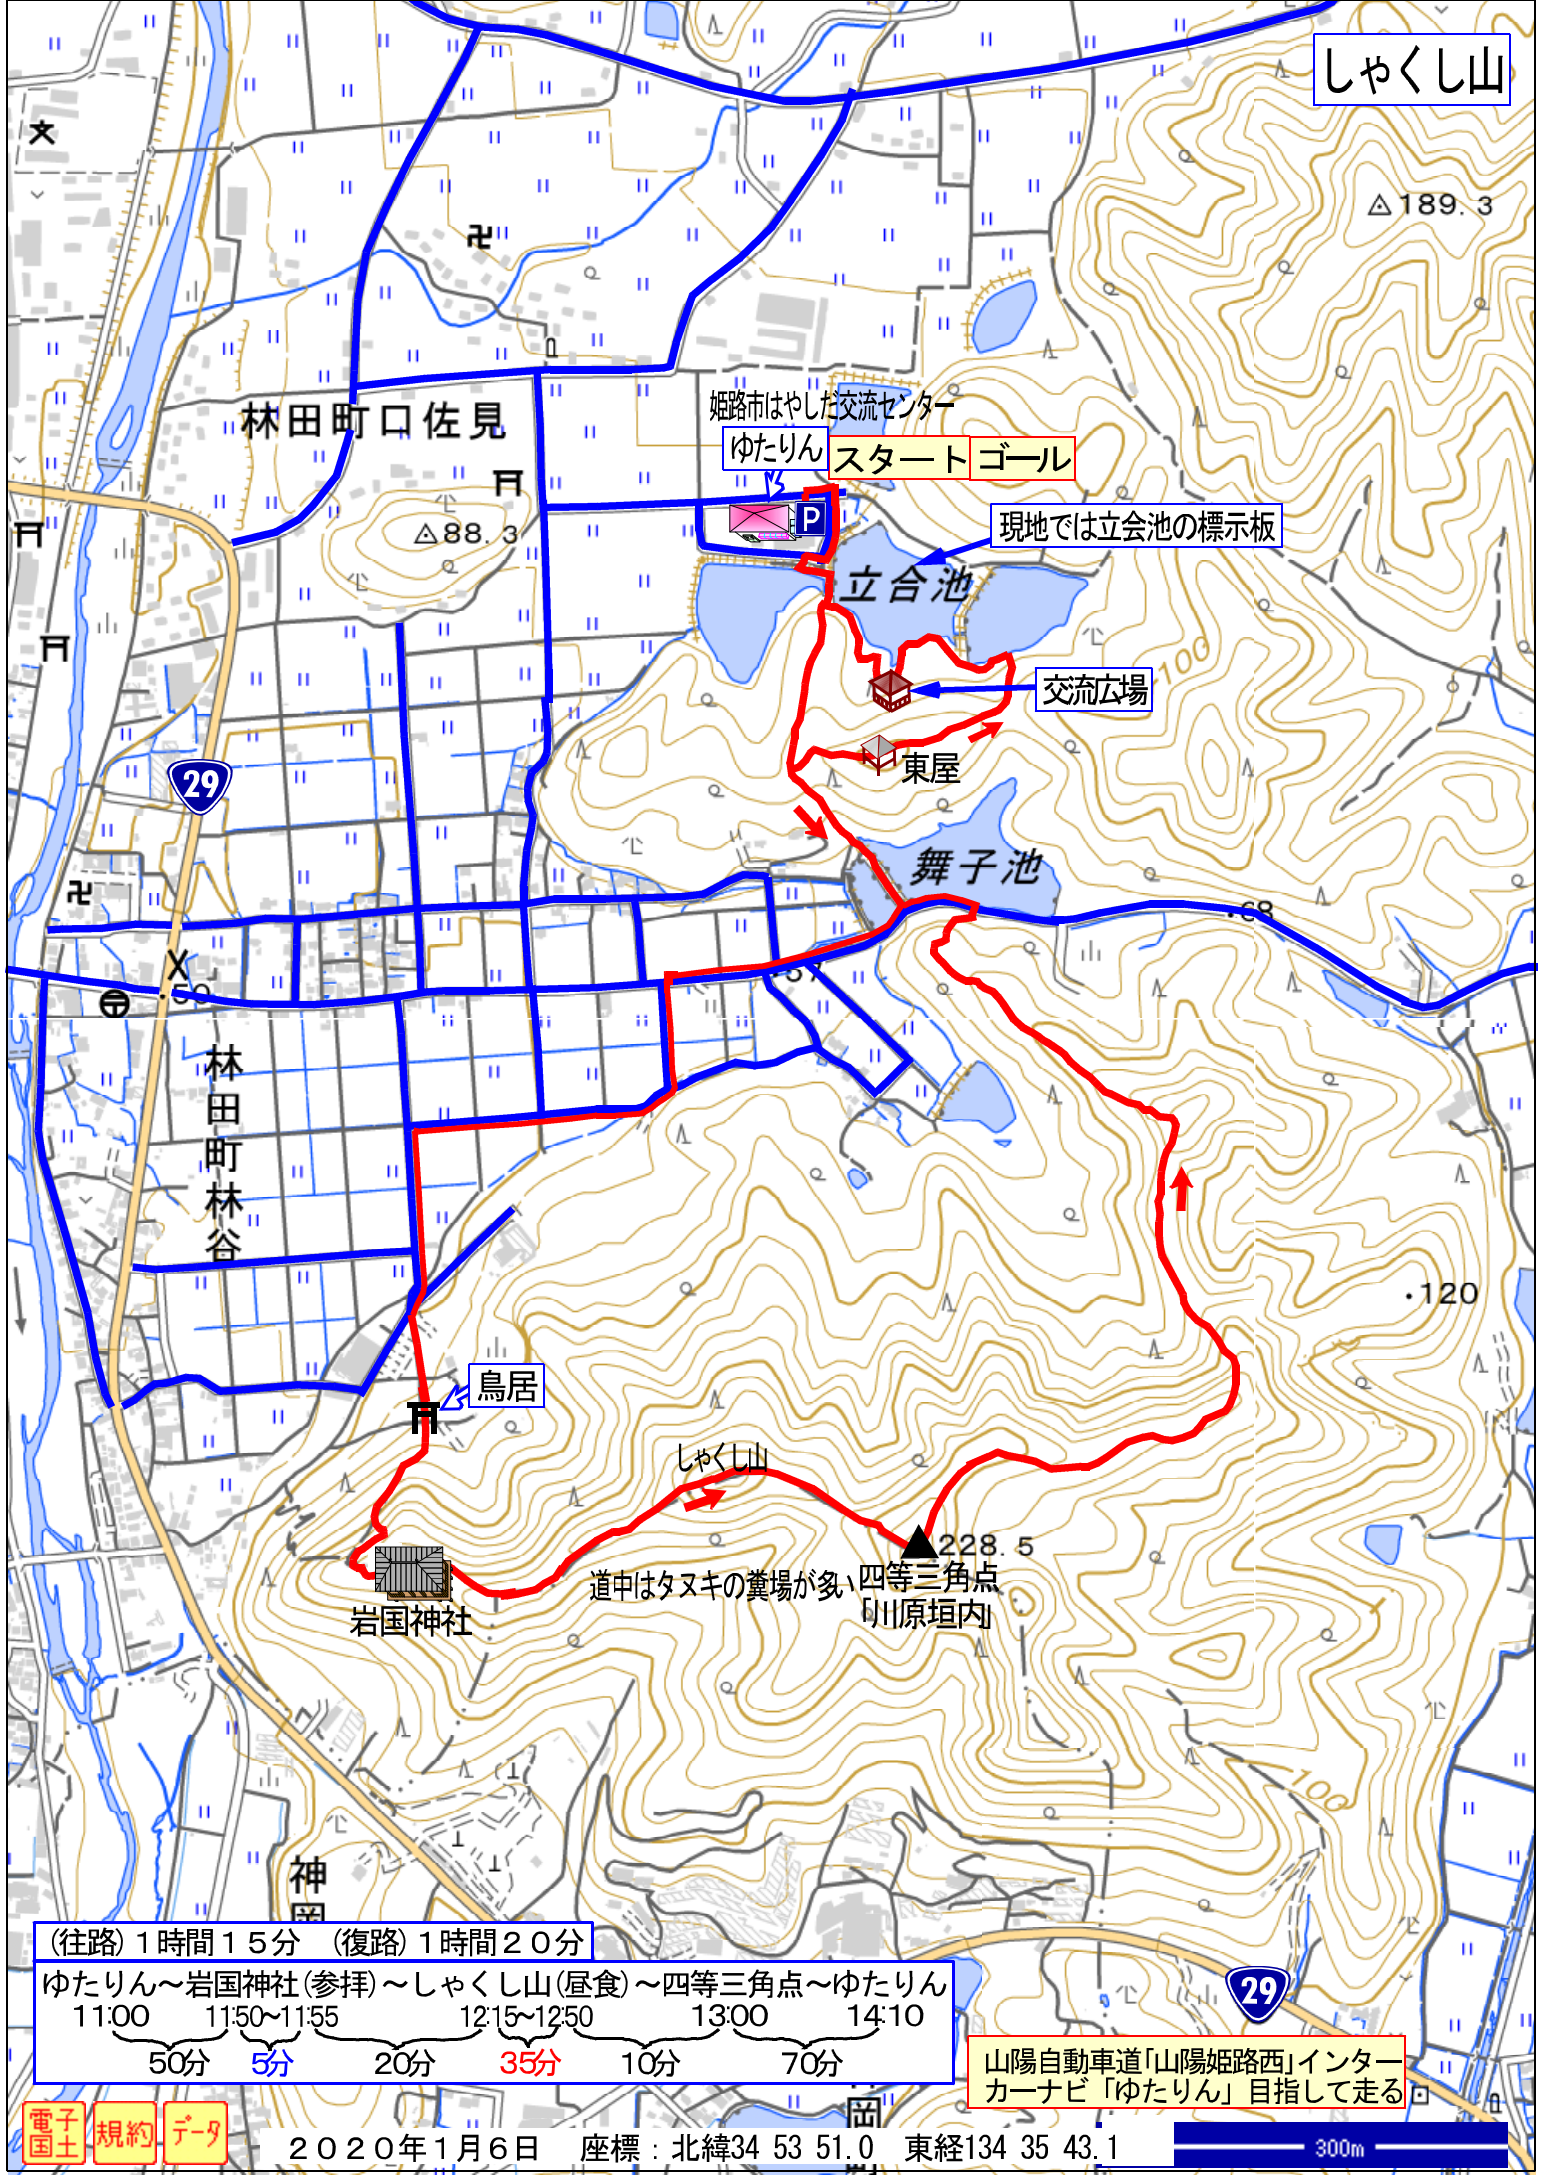 しゃくし山
189.3
林田町口佐見
姫路市はやしだ交流センター
ゆたりん
スタート
ゴール
P
88.3
現地では立会池の標示板
立合池
100
交流広場
東屋
29
舞子池
68
57
50
林田町林谷
120
鳥居
しゃくし山
228.5
四等三角点
「川原垣内」
道中はタヌキの糞場が多い
岩国神社
100
神岡
(往路)1時間15分 (復路)1時間20分
ゆたりん～岩国神社(参拝)～しゃくし山(昼食)～四等三角点～ゆたりん
11:00 11:50～11:55 12:15～12:50 13:00 14:10
50分 5分 20分 35分 10分 70分
29
山陽自動車道「山陽姫路西」インター
カーナビ「ゆたりん」目指して走る
電子国土
規約
データ
岡
2020年1月6日 座標：北緯34 53 51.0 東経134 35 43.1
300m